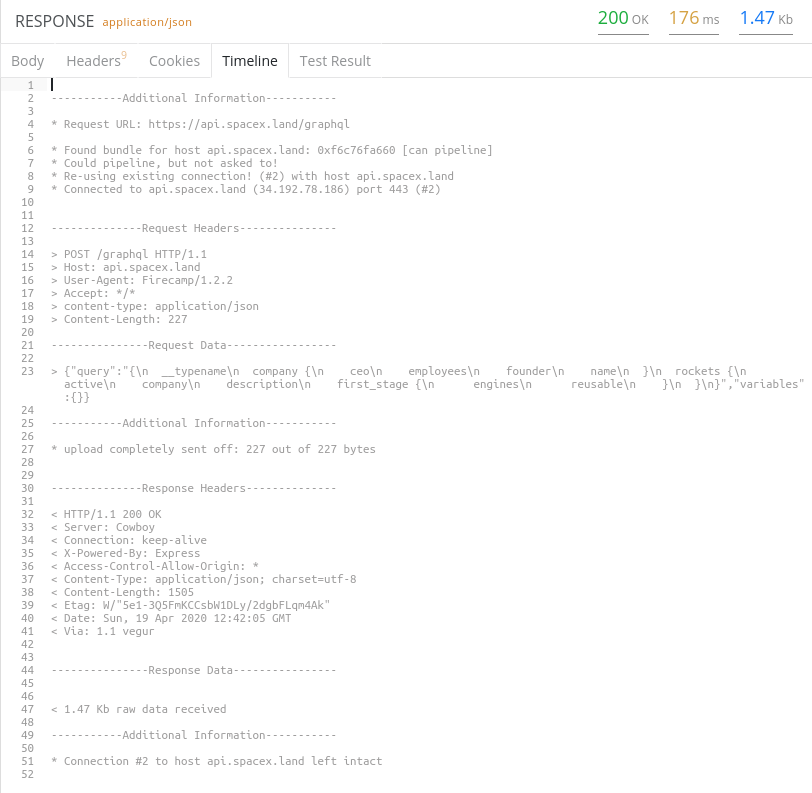 RESPONSE application/json 200 OK 176 ms 1.47 Kb
Body Headers9 Cookies Timeline Test Result
1
2 -----------Additional Information-----------
3
4 * Request URL: https://api.spacex.land/graphql
5
6 * Found bundle for host api.spacex.land: 0xf6c76fa660 [can pipeline]
7 * Could pipeline, but not asked to!
8 * Re-using existing connection! (#2) with host api.spacex.land
9 * Connected to api.spacex.land (34.192.78.186) port 443 (#2)
10
11
12 --------------Request Headers---------------
13
14 > POST /graphql HTTP/1.1
15 > Host: api.spacex.land
16 > User-Agent: Firecamp/1.2.2
17 > Accept: */*
18 > content-type: application/json
19 > Content-Length: 227
20
21 ---------------Request Data-----------------
22
23 > {"query":"{\n  __typename\n  company {\n    ceo\n    employees\n    founder\n    name\n  }\n  rockets {\n
active\n    company\n    description\n    first_stage {\n      engines\n      reusable\n    }\n  }\n}","variables"
:{}}
24
25 -----------Additional Information-----------
26
27 * upload completely sent off: 227 out of 227 bytes
28
29
30 --------------Response Headers--------------
31
32 < HTTP/1.1 200 OK
33 < Server: Cowboy
34 < Connection: keep-alive
35 < X-Powered-By: Express
36 < Access-Control-Allow-Origin: *
37 < Content-Type: application/json; charset=utf-8
38 < Content-Length: 1505
39 < Etag: W/"5e1-3Q5FmKCCsbW1DLy/2dgbFLqm4Ak"
40 < Date: Sun, 19 Apr 2020 12:42:05 GMT
41 < Via: 1.1 vegur
42
43
44 ---------------Response Data----------------
45
46
47 < 1.47 Kb raw data received
48
49 -----------Additional Information-----------
50
51 * Connection #2 to host api.spacex.land left intact
52